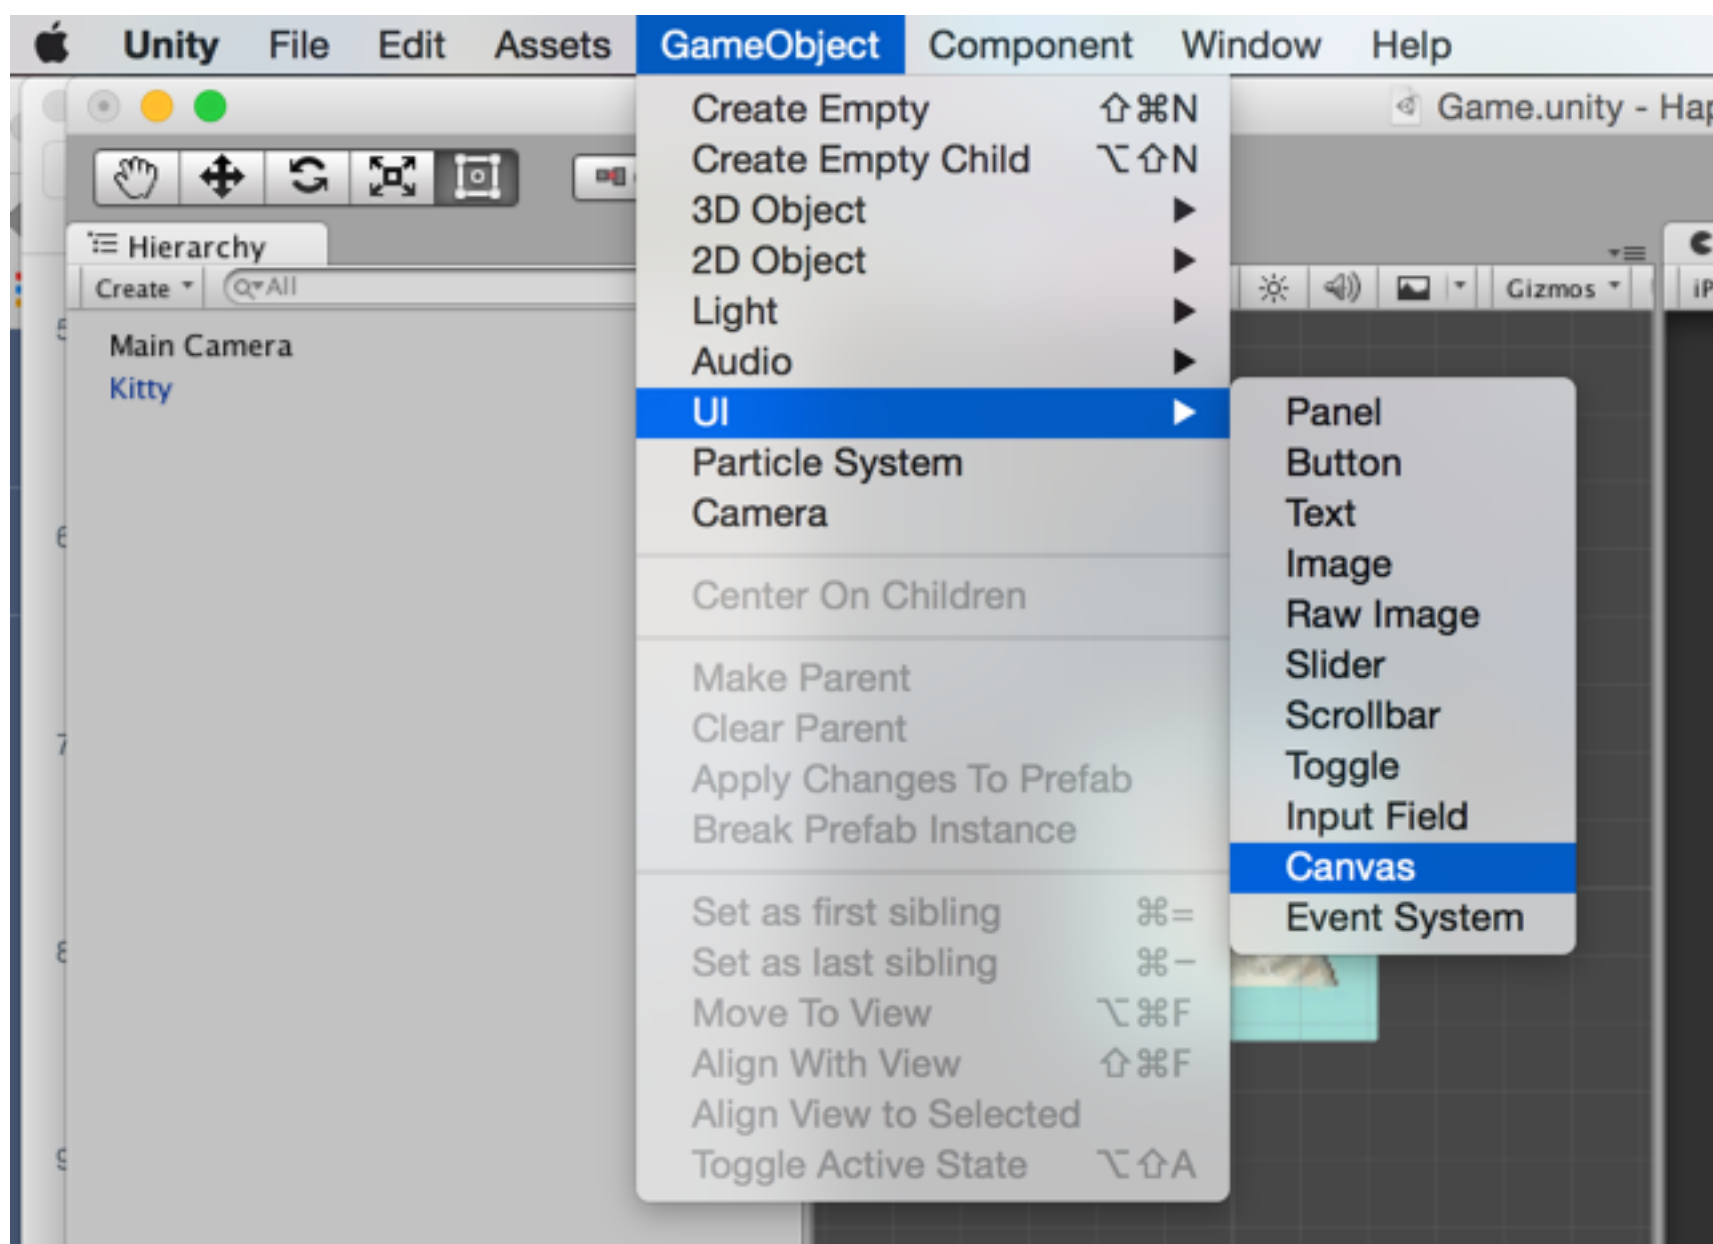 Unity File Edit Assets GameObject Component Window Help
Game.unity - Hap
Hierarchy
Create All
Main Camera
Kitty
Create Empty ⇧⌘N
Create Empty Child ⌥⇧N
3D Object
2D Object
Light
Audio
UI
Particle System
Camera
Center On Children
Make Parent
Clear Parent
Apply Changes To Prefab
Break Prefab Instance
Set as first sibling ⌘=
Set as last sibling ⌘−
Move To View ⌥⌘F
Align With View ⇧⌘F
Align View to Selected
Toggle Active State ⌥⇧A
Gizmos
iP
Panel
Button
Text
Image
Raw Image
Slider
Scrollbar
Toggle
Input Field
Canvas
Event System